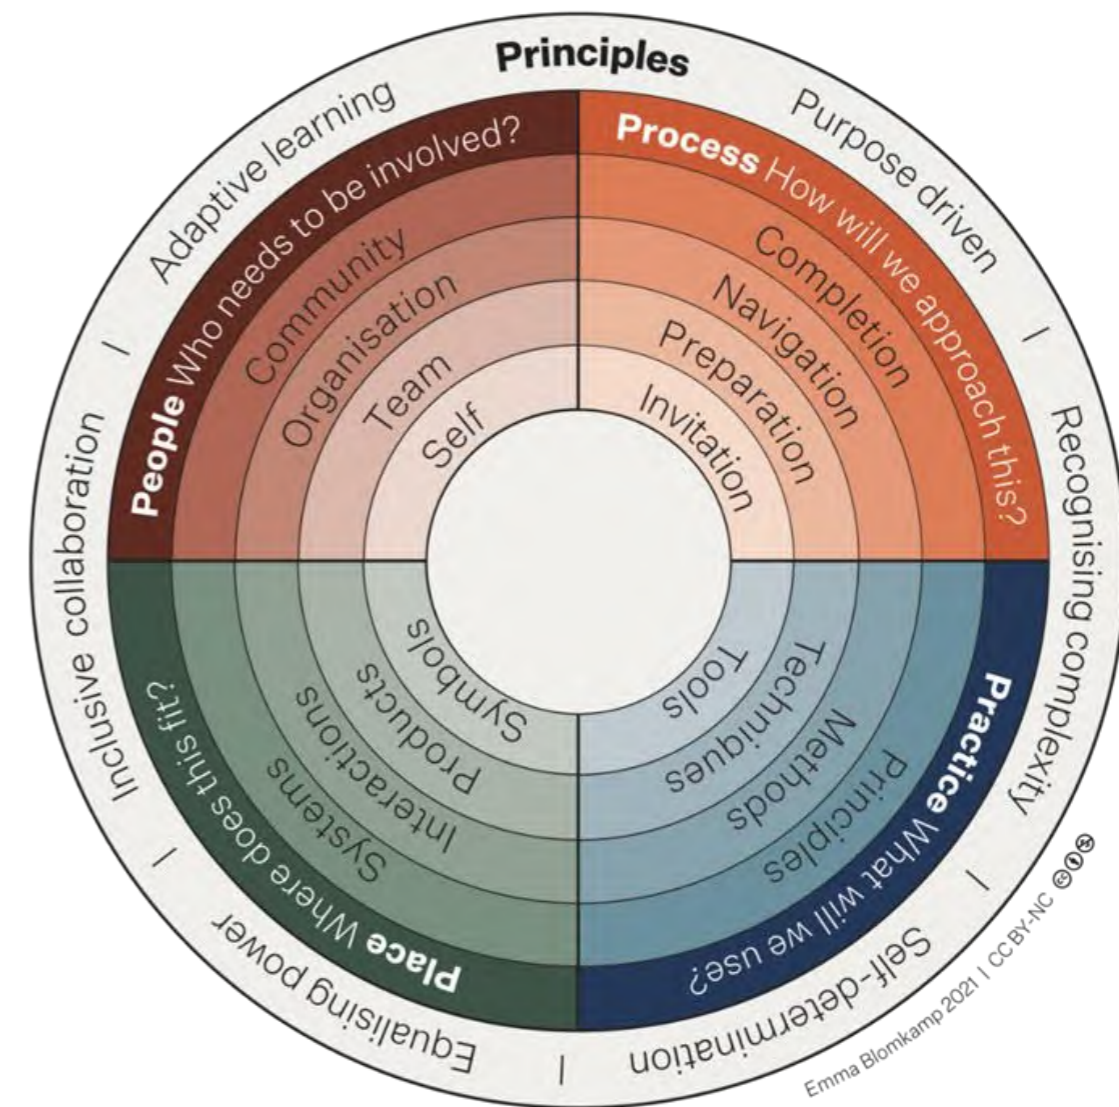 Principles
Purpose driven
|
Recognising complexity
|
Self-determination
|
Equalising power
|
Inclusive collaboration
|
Adaptive learning
People Who needs to be involved?
Community
Organisation
Team
Self
Process How will we approach this?
Completion
Navigation
Preparation
Invitation
Practice What will we use?
Principles
Methods
Techniques
Tools
Place Where does this fit?
Systems
Interactions
Products
Symbols
Emma Blomkamp 2021 | CC BY-NC